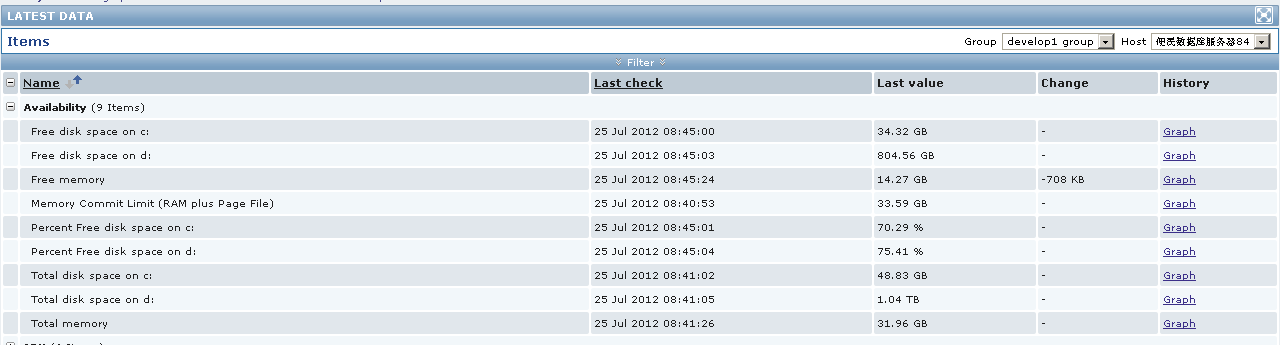 LATEST DATA
Items Group develop1 group Host 便民数据库服务器84
Filter
Name Last check Last value Change History
Availability (9 Items)
Free disk space on c: 25 Jul 2012 08:45:00 34.32 GB - Graph
Free disk space on d: 25 Jul 2012 08:45:03 804.56 GB - Graph
Free memory 25 Jul 2012 08:45:24 14.27 GB -708 KB Graph
Memory Commit Limit (RAM plus Page File) 25 Jul 2012 08:40:53 33.59 GB - Graph
Percent Free disk space on c: 25 Jul 2012 08:45:01 70.29 % - Graph
Percent Free disk space on d: 25 Jul 2012 08:45:04 75.41 % - Graph
Total disk space on c: 25 Jul 2012 08:41:02 48.83 GB - Graph
Total disk space on d: 25 Jul 2012 08:41:05 1.04 TB - Graph
Total memory 25 Jul 2012 08:41:26 31.96 GB - Graph